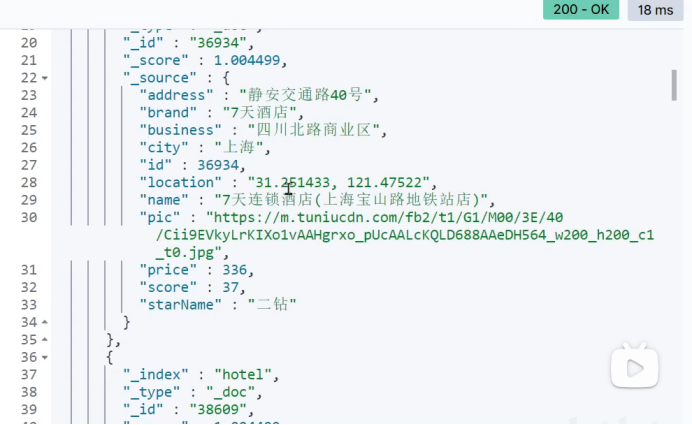 200 - OK
18 ms
20 "_id" : "36934",
21 "_score" : 1.004499,
22 "_source" : {
23 "address" : "静安交通路40号",
24 "brand" : "7天酒店",
25 "business" : "四川北路商业区",
26 "city" : "上海",
27 "id" : 36934,
28 "location" : "31.251433, 121.47522",
29 "name" : "7天连锁酒店(上海宝山路地铁站店)",
30 "pic" : "https://m.tuniucdn.com/fb2/t1/G1/M00/3E/40
/Cii9EVkyLrKIXo1vAAHgrxo_pUcAALcKQLD688AAeDH564_w200_h200_c1
_t0.jpg",
31 "price" : 336,
32 "score" : 37,
33 "starName" : "二钻"
34 }
35 },
36 {
37 "_index" : "hotel",
38 "_type" : "_doc",
39 "_id" : "38609",